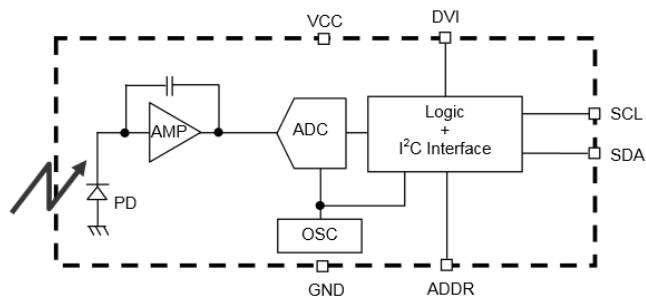 VCC
DVI
AMP
ADC
Logic
+
I²C Interface
SCL
SDA
PD
OSC
GND
ADDR